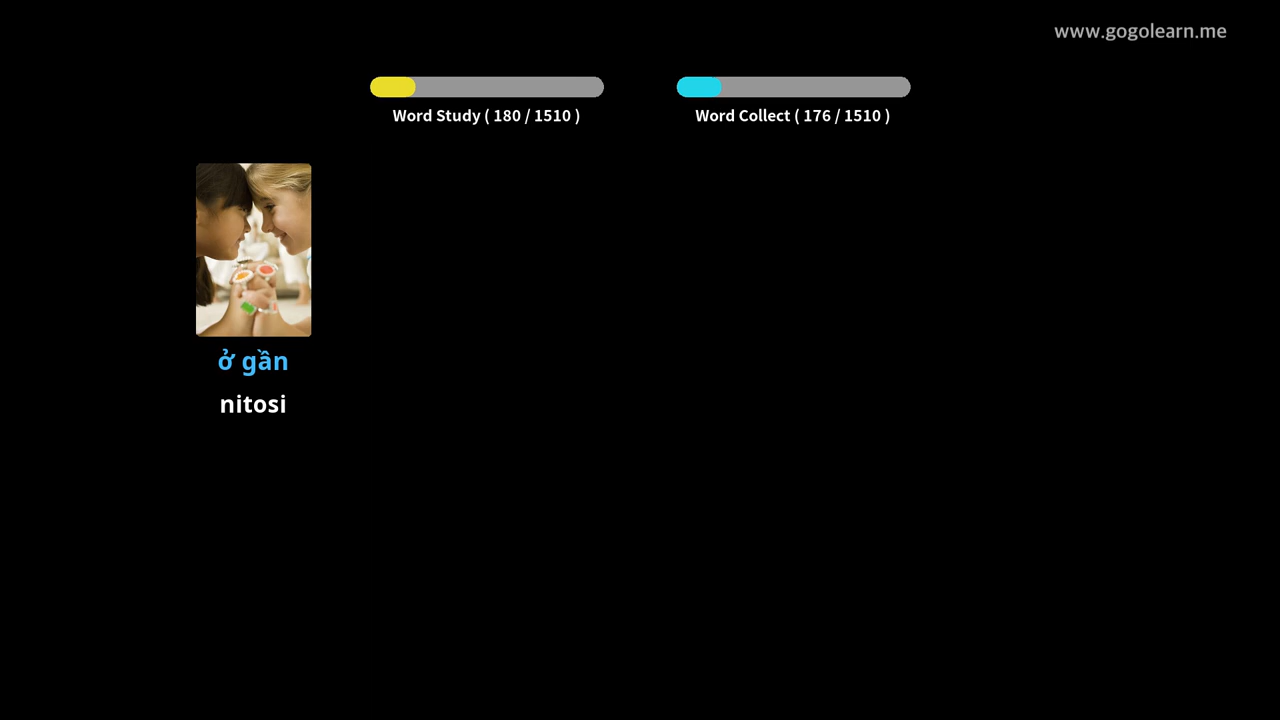 www.gogolearn.me
Word Study ( 180 / 1510 )
Word Collect ( 176 / 1510 )
ở gần
nitosi